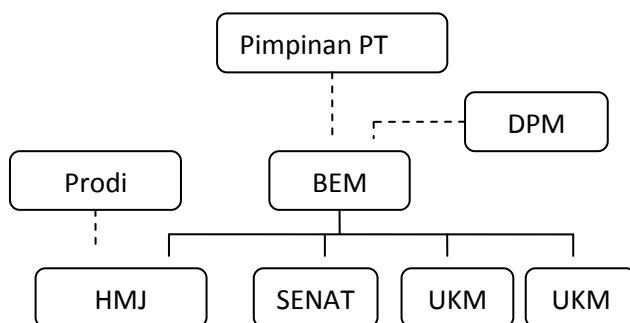 Pimpinan PT
DPM
Prodi
BEM
HMJ
SENAT
UKM
UKM